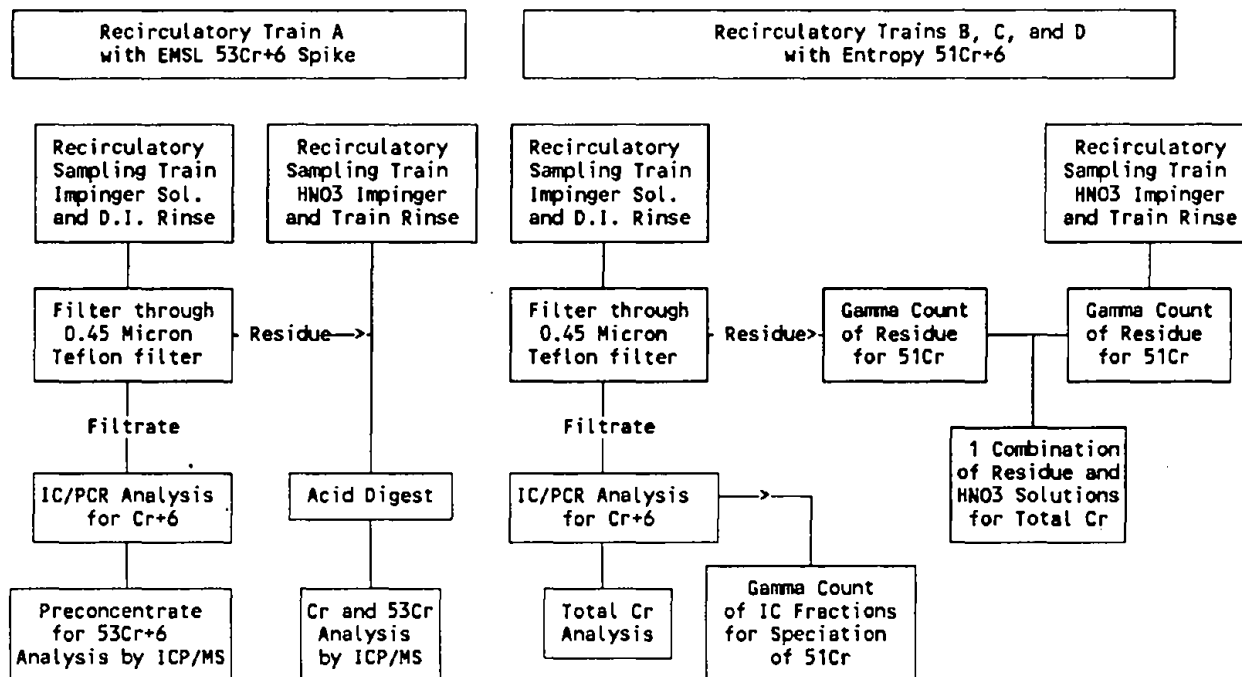 Recirculatory Train A
with EMSL 53Cr+6 Spike
Recirculatory Trains B, C, and D
with Entropy 51Cr+6
Recirculatory
Sampling Train
Impinger Sol.
and D.I. Rinse
Recirculatory
Sampling Train
HNO3 Impinger
and Train Rinse
Recirculatory
Sampling Train
Impinger Sol.
and D.I. Rinse
Recirculatory
Sampling Train
HNO3 Impinger
and Train Rinse
Filter through
0.45 Micron
Teflon filter
Residue
Filter through
0.45 Micron
Teflon filter
Residue
Gamma Count
of Residue
for 51Cr
Gamma Count
of Residue
for 51Cr
Filtrate
Filtrate
1 Combination
of Residue and
HNO3 Solutions
for Total Cr
IC/PCR Analysis
for Cr+6
Acid Digest
IC/PCR Analysis
for Cr+6
Preconcentrate
for 53Cr+6
Analysis by ICP/MS
Cr and 53Cr
Analysis
by ICP/MS
Total Cr
Analysis
Gamma Count
of IC Fractions
for Speciation
of 51Cr